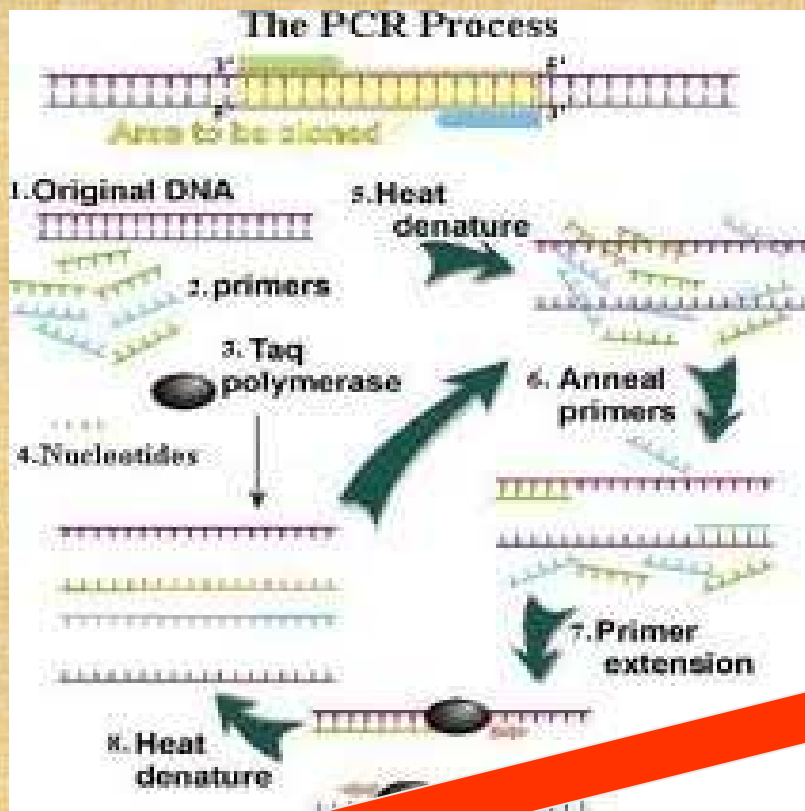 The PCR Process
3' 5'
5' 3'
Area to be cloned
1.Original DNA
2. primers
3. Taq
polymerase
4.Nucleotides
5.Heat
denature
6. Anneal
primers
7.Primer
extension
8. Heat
denature